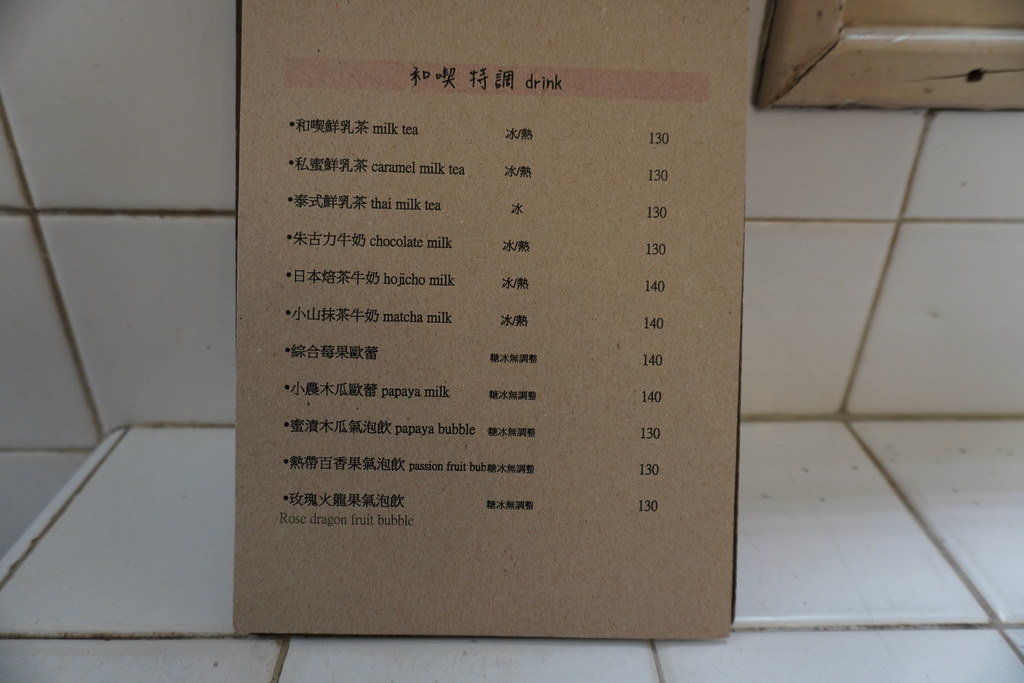 和喫 特調 drink
•和喫鮮乳茶 milk tea 冰/熱 130
•私蜜鮮乳茶 caramel milk tea 冰/熱 130
•泰式鮮乳茶 thai milk tea 冰 130
•朱古力牛奶 chocolate milk 冰/熱 130
•日本焙茶牛奶 hojicho milk 冰/熱 140
•小山抹茶牛奶 matcha milk 冰/熱 140
•綜合莓果歐蕾 糖冰無調整 140
•小農木瓜歐蕾 papaya milk 糖冰無調整 140
•蜜漬木瓜氣泡飲 papaya bubble 糖冰無調整 130
•熱帶百香果氣泡飲 passion fruit bub糖冰無調整 130
•玫瑰火龍果氣泡飲 糖冰無調整 130
Rose dragon fruit bubble